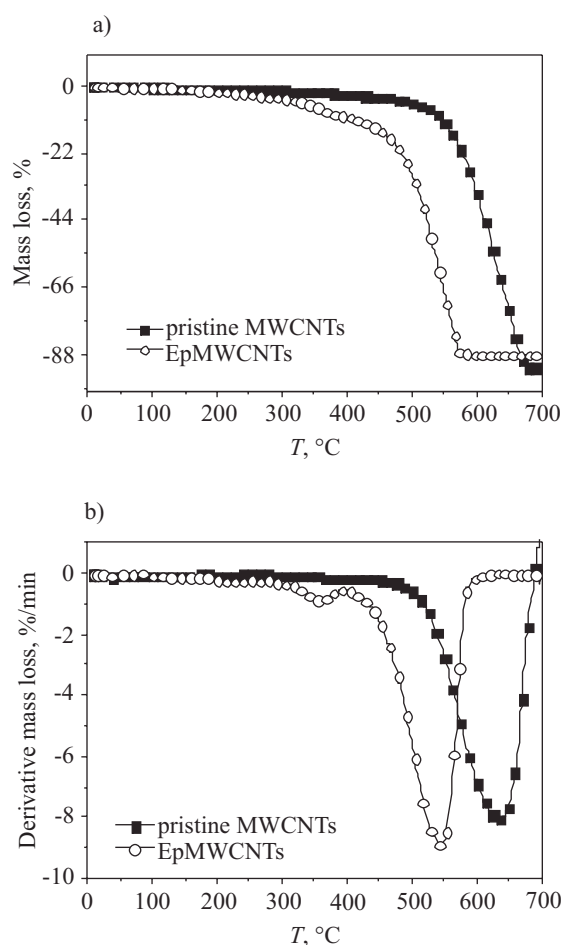 a)
0
-22
-44
-66
-88
Mass loss, %
pristine MWCNTs
EpMWCNTs
0 100 200 300 400 500 600 700
T, °C
b)
0
-2
-4
-6
-8
-10
Derivative mass loss, %/min
pristine MWCNTs
EpMWCNTs
0 100 200 300 400 500 600 700
T, °C